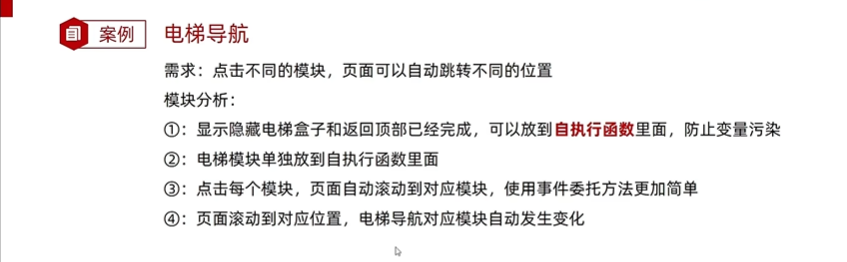 案例 电梯导航
需求：点击不同的模块，页面可以自动跳转不同的位置
模块分析：
①：显示隐藏电梯盒子和返回顶部已经完成，可以放到自执行函数里面，防止变量污染
②：电梯模块单独放到自执行函数里面
③：点击每个模块，页面自动滚动到对应模块，使用事件委托方法更加简单
④：页面滚动到对应位置，电梯导航对应模块自动发生变化